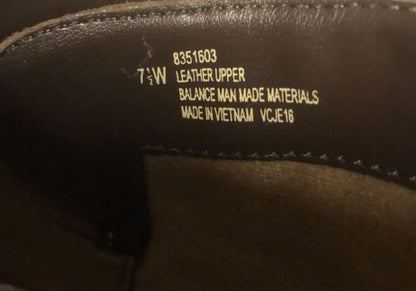 8351603
7½W LEATHER UPPER
BALANCE MAN MADE MATERIALS
MADE IN VIETNAM VCJE16